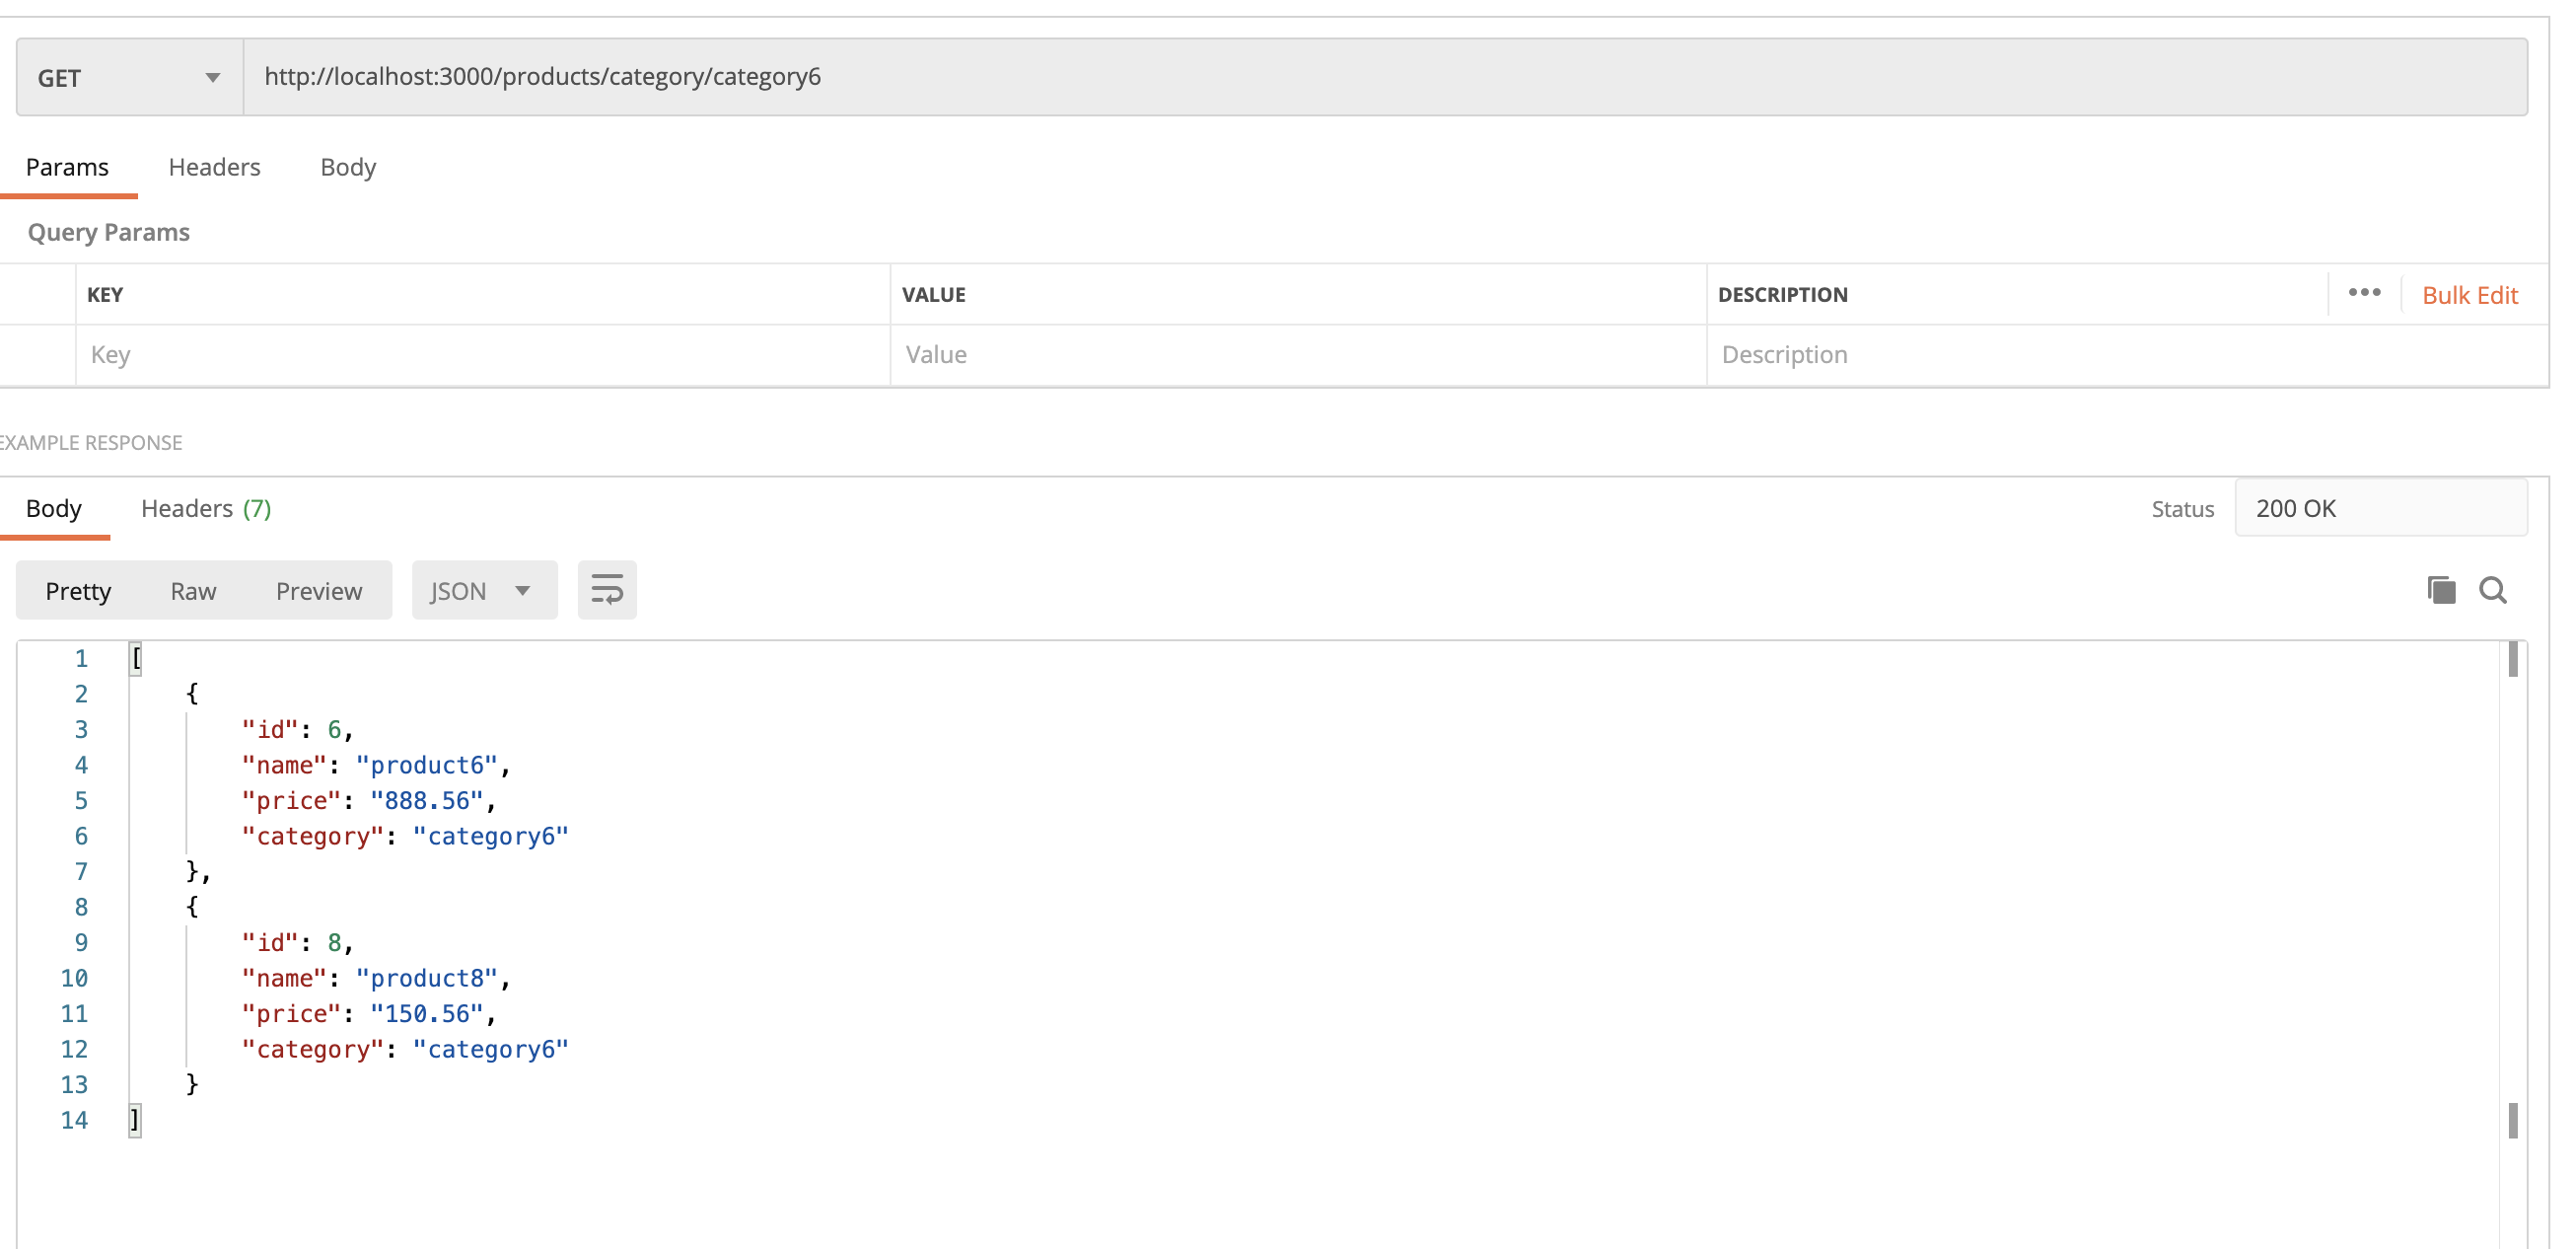 GET http://localhost:3000/products/category/category6
Params Headers Body
Query Params
KEY VALUE DESCRIPTION ••• Bulk Edit
Key Value Description
EXAMPLE RESPONSE
Body Headers (7) Status 200 OK
Pretty Raw Preview JSON
1 [
2 {
3 "id": 6,
4 "name": "product6",
5 "price": "888.56",
6 "category": "category6"
7 },
8 {
9 "id": 8,
10 "name": "product8",
11 "price": "150.56",
12 "category": "category6"
13 }
14 ]